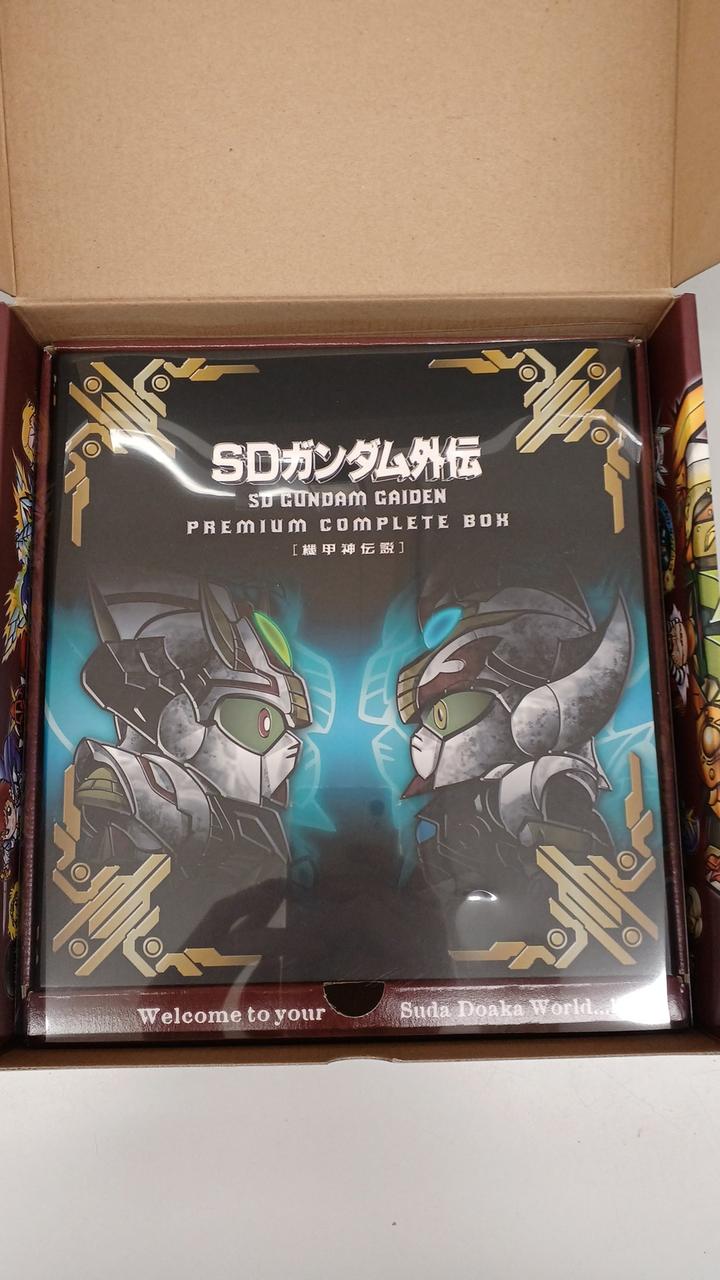 SDガンダム外伝
SD GUNDAM GAIDEN
PREMIUM COMPLETE BOX
[機甲神伝説]
Welcome to your Suda Doaka World...!